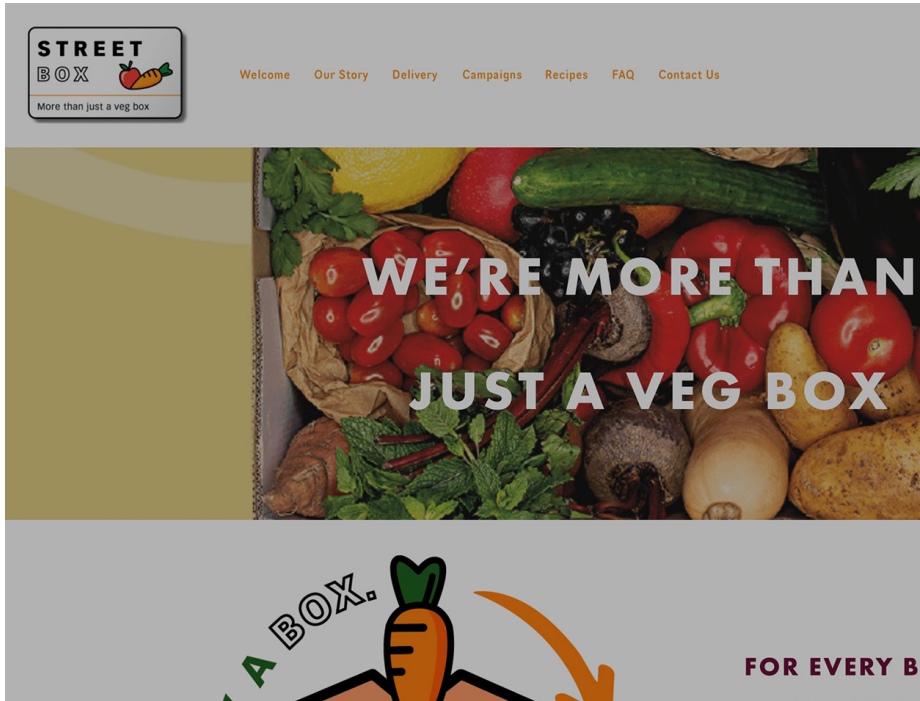 STREET
BOX
More than just a veg box
Welcome Our Story Delivery Campaigns Recipes FAQ Contact Us
WE’RE MORE THAN
JUST A VEG BOX
A BOX.
FOR EVERY B